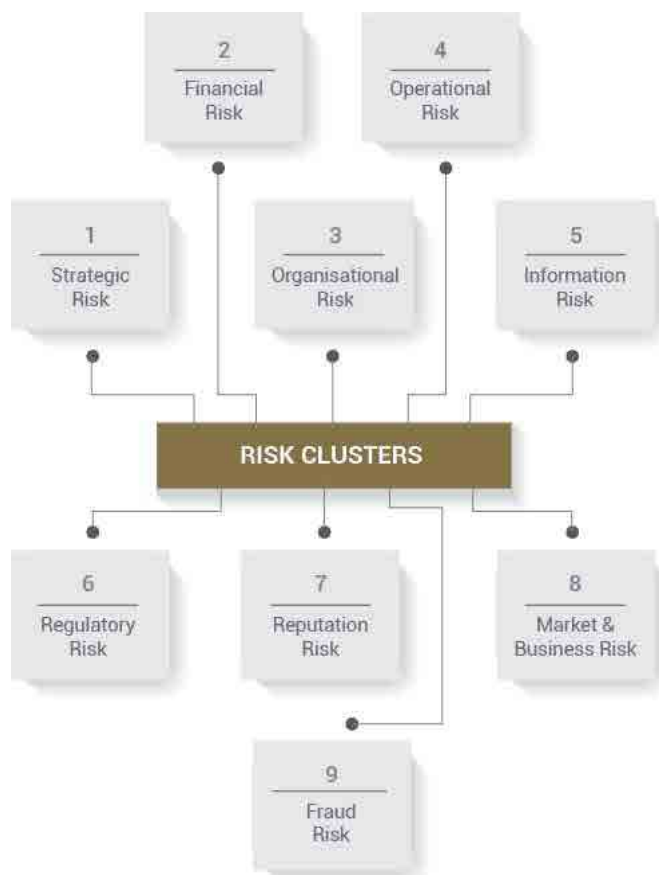 2
Financial
Risk
4
Operational
Risk
1
Strategic
Risk
3
Organisational
Risk
5
Information
Risk
RISK CLUSTERS
6
Regulatory
Risk
7
Reputation
Risk
8
Market &
Business Risk
9
Fraud
Risk